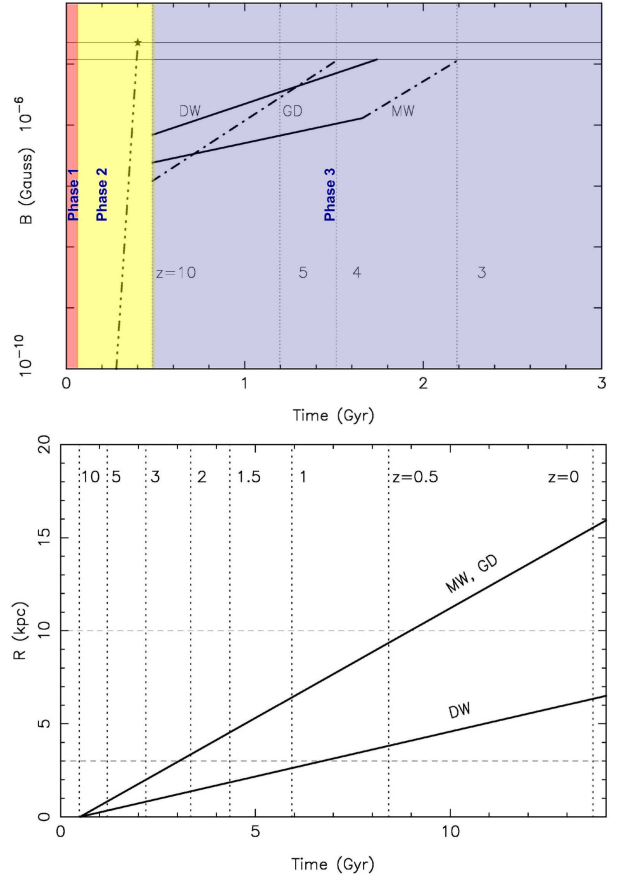 B (Gauss)
10⁻⁶
10⁻¹⁰
Phase 1
Phase 2
Phase 3
DW
GD
MW
z=10
5
4
3
0
1
2
3
Time (Gyr)
R (kpc)
20
15
10
5
0
10
5
3
2
1.5
1
z=0.5
z=0
MW, GD
DW
0
5
10
Time (Gyr)